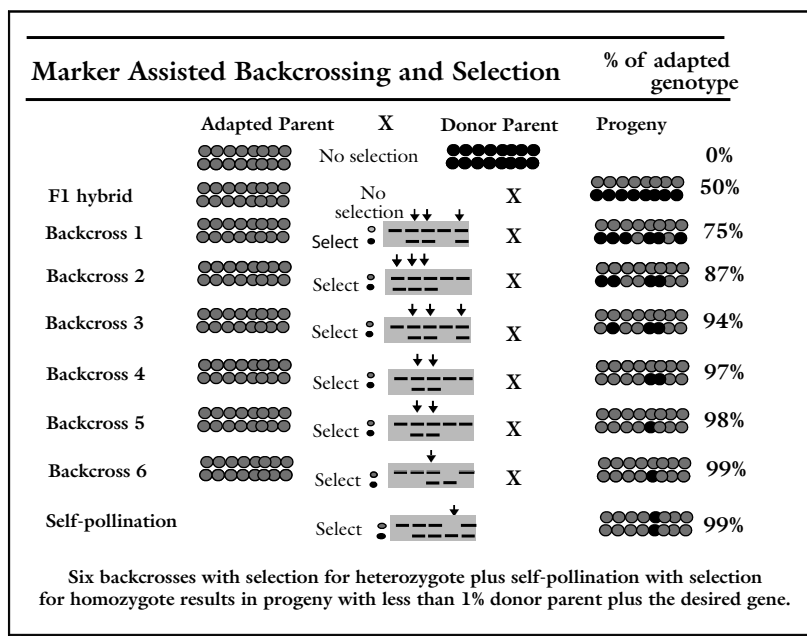 Marker Assisted Backcrossing and Selection
% of adapted
genotype
Adapted Parent X Donor Parent Progeny
No selection 0%
F1 hybrid No
selection X 50%
Backcross 1 Select X 75%
Backcross 2 Select X 87%
Backcross 3 Select X 94%
Backcross 4 Select X 97%
Backcross 5 Select X 98%
Backcross 6 Select X 99%
Self-pollination Select 99%
Six backcrosses with selection for heterozygote plus self-pollination with selection
for homozygote results in progeny with less than 1% donor parent plus the desired gene.